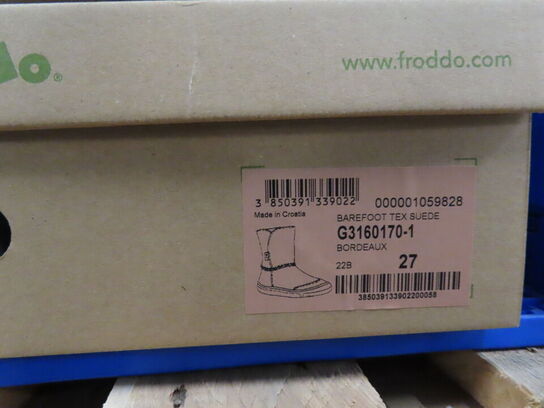 do®
www.froddo.com
3 850391 339022
000001059828
Made in Croatia
BAREFOOT TEX SUEDE
G3160170-1
BORDEAUX
22B
27
385039133902200058